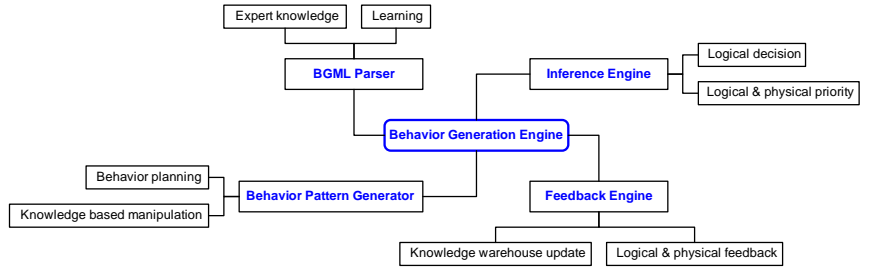 Expert knowledge
Learning
BGML Parser
Inference Engine
Logical decision
Logical & physical priority
Behavior Generation Engine
Behavior planning
Knowledge based manipulation
Behavior Pattern Generator
Feedback Engine
Knowledge warehouse update
Logical & physical feedback